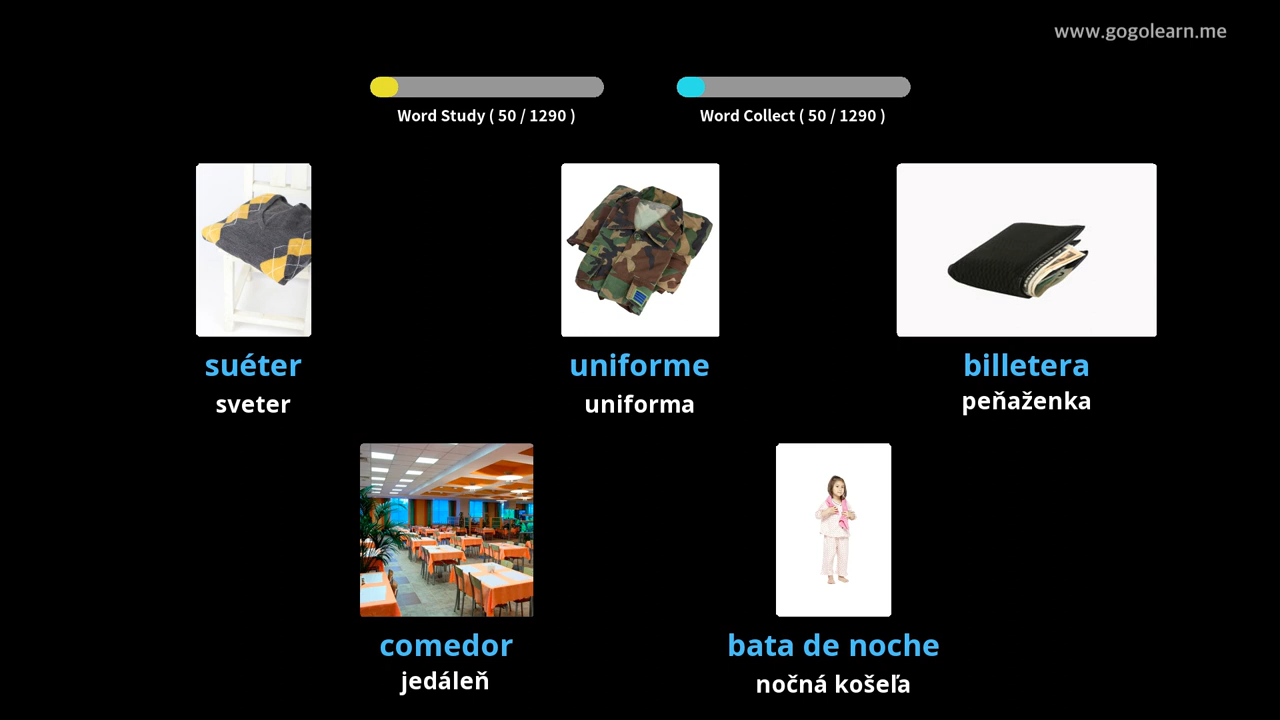 www.gogolearn.me
Word Study ( 50 / 1290 )
Word Collect ( 50 / 1290 )
suéter
sveter
uniforme
uniforma
billetera
peňaženka
comedor
jedáleň
bata de noche
nočná košeľa